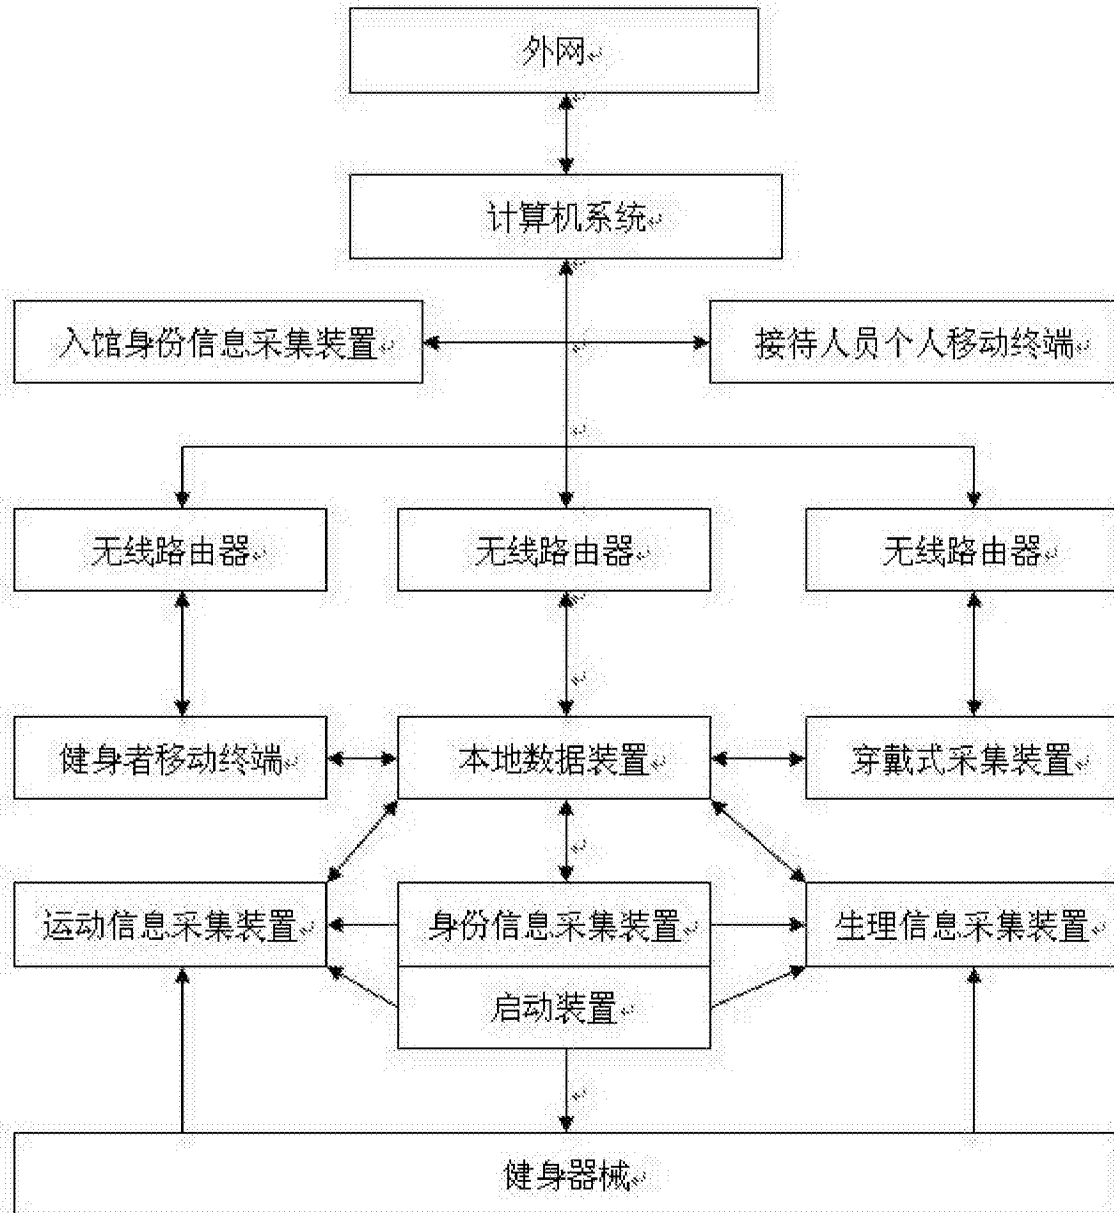 外网
计算机系统
入馆身份信息采集装置
接待人员个人移动终端
无线路由器
无线路由器
无线路由器
健身者移动终端
本地数据装置
穿戴式采集装置
运动信息采集装置
身份信息采集装置
生理信息采集装置
启动装置
健身器械